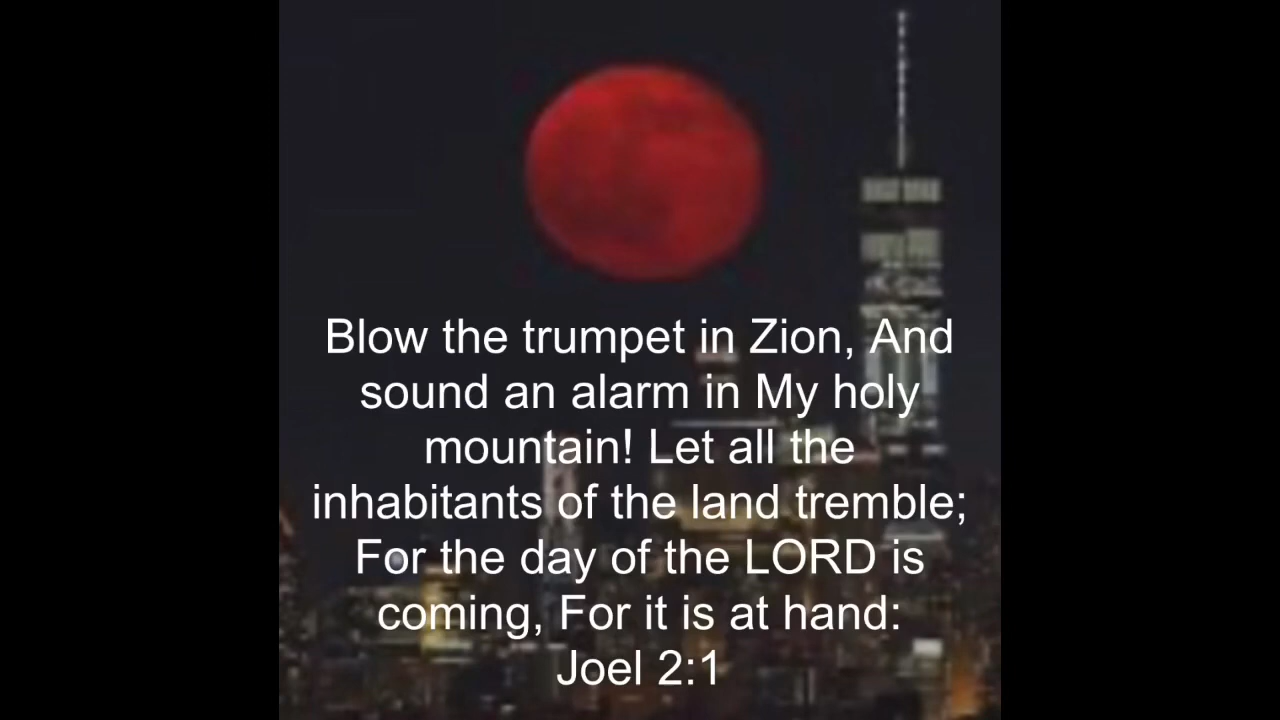 Blow the trumpet in Zion, And
sound an alarm in My holy
mountain! Let all the
inhabitants of the land tremble;
For the day of the LORD is
coming, For it is at hand:
Joel 2:1